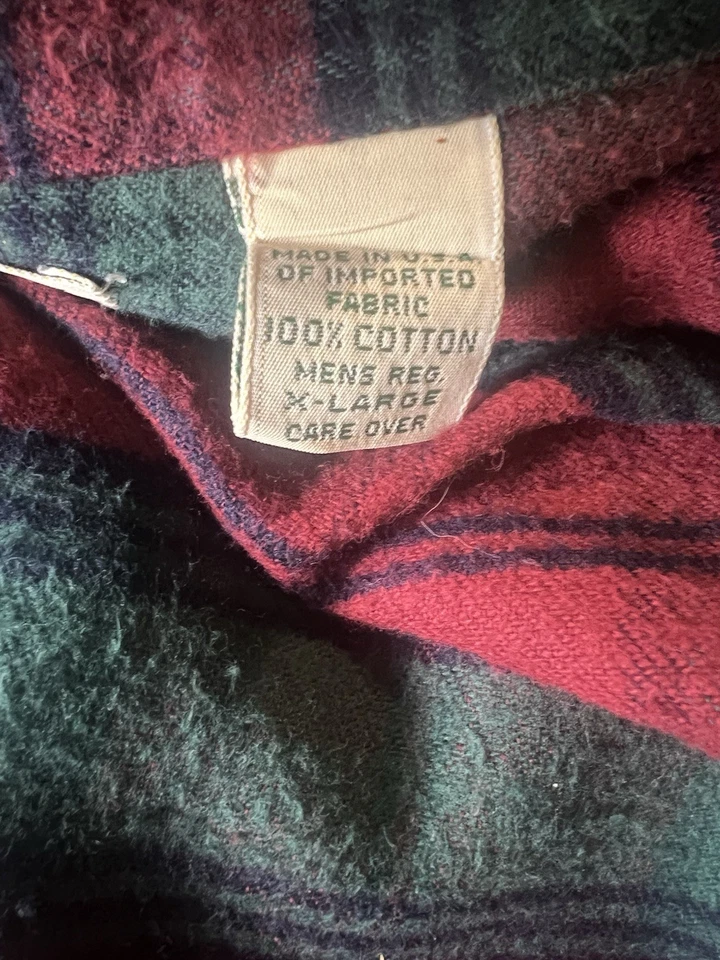 MADE IN U.S.A.
OF IMPORTED
FABRIC
100% COTTON
MENS REG.
X-LARGE
CARE OVER